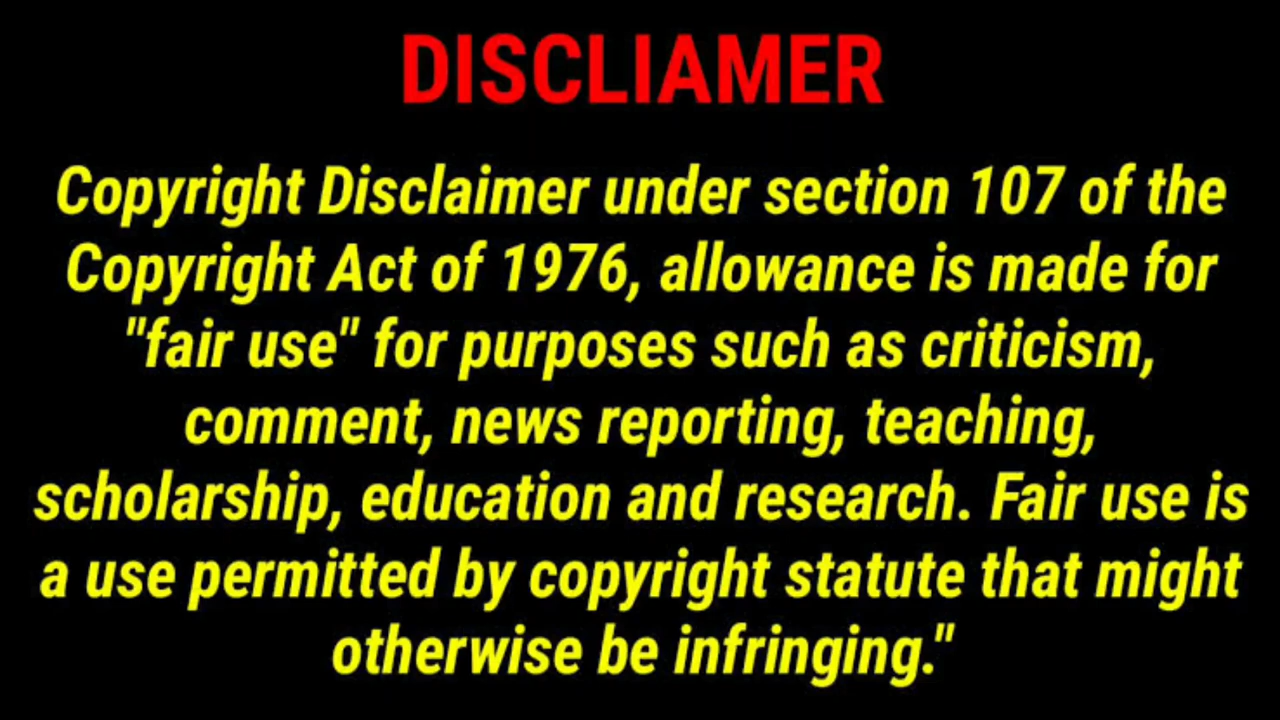 DISCLIAMER
Copyright Disclaimer under section 107 of the
Copyright Act of 1976, allowance is made for
"fair use" for purposes such as criticism,
comment, news reporting, teaching,
scholarship, education and research. Fair use is
a use permitted by copyright statute that might
otherwise be infringing."